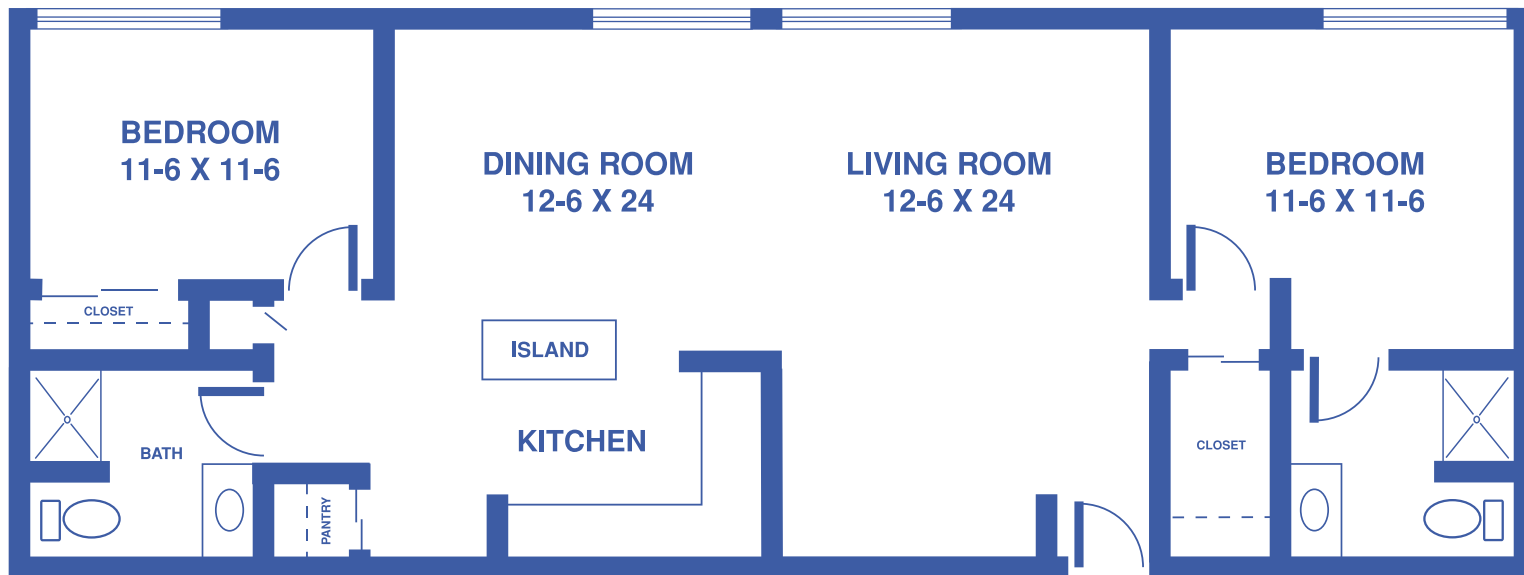 BEDROOM
11-6 X 11-6
DINING ROOM
12-6 X 24
LIVING ROOM
12-6 X 24
BEDROOM
11-6 X 11-6
CLOSET
ISLAND
KITCHEN
BATH
CLOSET
PANTRY